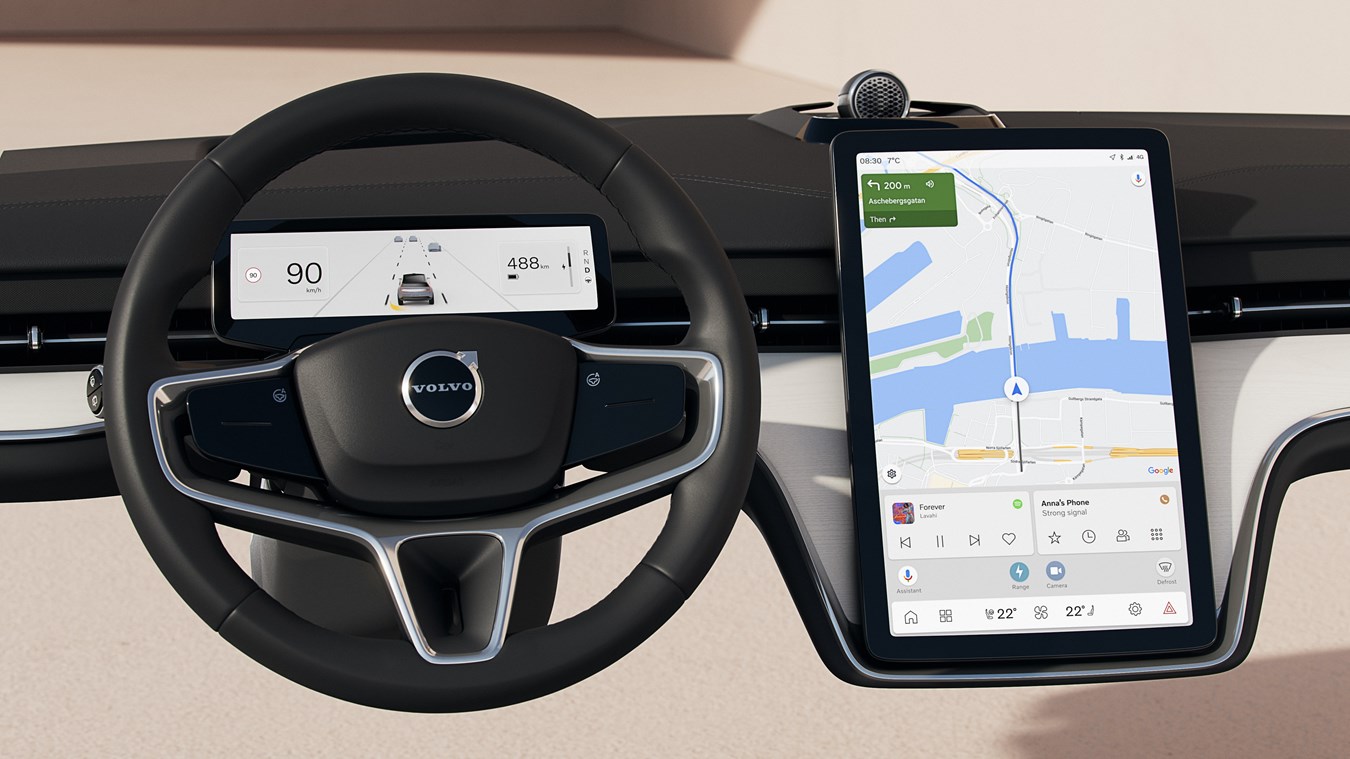 90
90
km/h
488 km
R
N
D
VOLVO
A
A
08:30 7°C
4G
200 m
Aschebergsgatan
Then
Google
Forever
Lavahi
Anna's Phone
Strong signal
Assistant
Range
Camera
Defrost
22°
22°